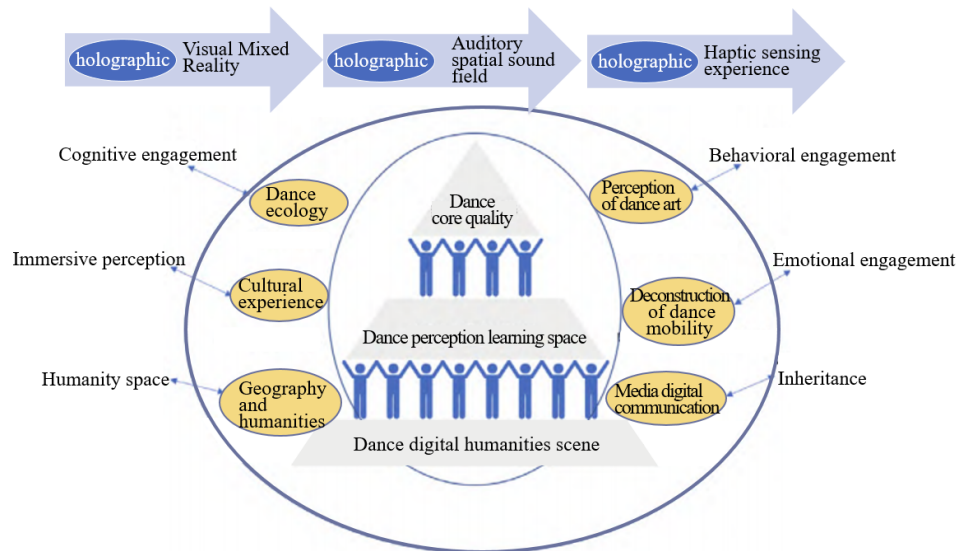 holographic
Visual Mixed
Reality
holographic
Auditory
spatial sound
field
holographic
Haptic sensing
experience
Cognitive engagement
Behavioral engagement
Dance
ecology
Perception
of dance art
Dance
core quality
Immersive perception
Emotional engagement
Cultural
experience
Deconstruction
of dance
mobility
Dance perception learning space
Humanity space
Inheritance
Geography
and
humanities
Media digital
communication
Dance digital humanities scene